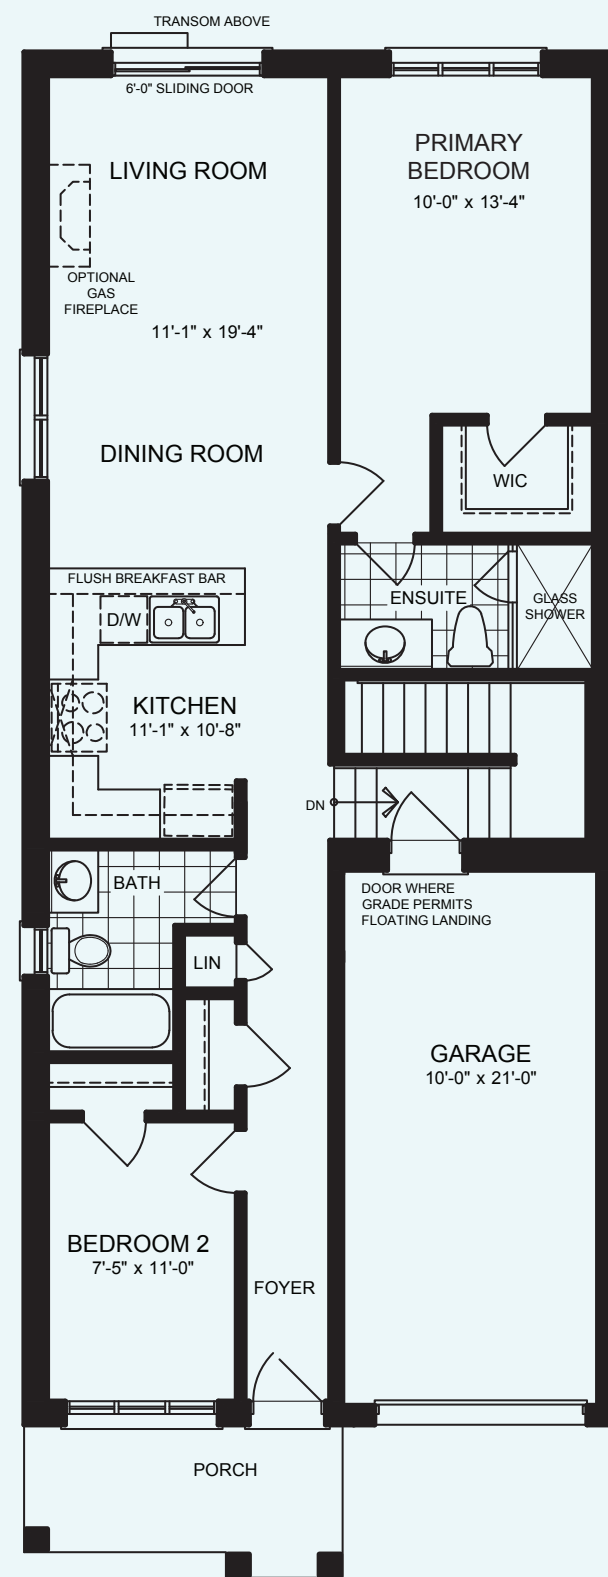 TRANSOM ABOVE
6'-0" SLIDING DOOR
LIVING ROOM
PRIMARY
BEDROOM
10'-0" x 13'-4"
OPTIONAL
GAS
FIREPLACE
11'-1" x 19'-4"
DINING ROOM
WIC
FLUSH BREAKFAST BAR
D/W
ENSUITE
GLASS
SHOWER
KITCHEN
11'-1" x 10'-8"
DN
BATH
DOOR WHERE
GRADE PERMITS
FLOATING LANDING
LIN
GARAGE
10'-0" x 21'-0"
BEDROOM 2
7'-5" x 11'-0"
FOYER
PORCH